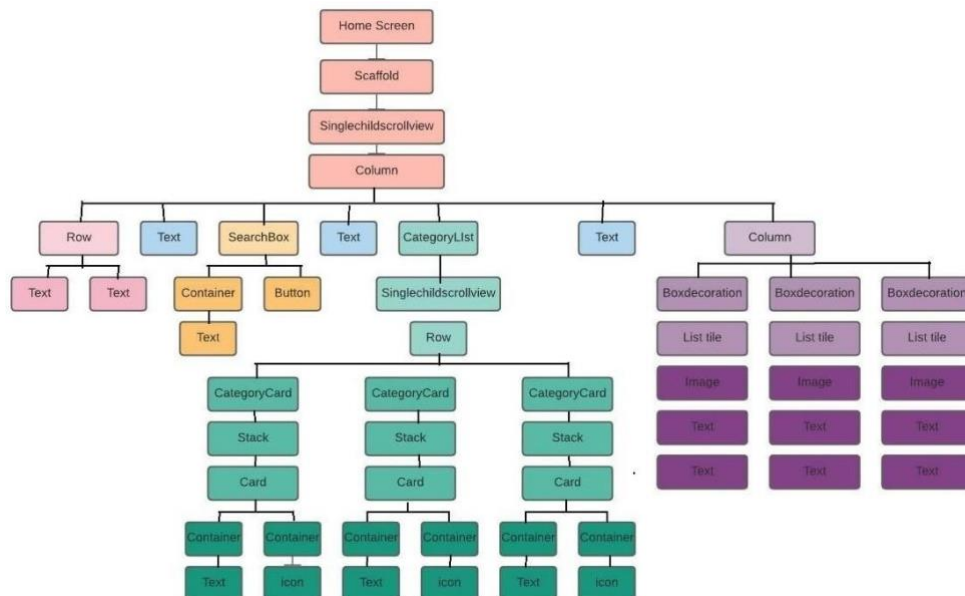 Home Screen
Scaffold
Singlechildscrollview
Column
Row Text SearchBox Text CategoryLIst Text Column
Text Text Container Button Singlechildscrollview Boxdecoration Boxdecoration Boxdecoration
Text Row List tile List tile List tile
CategoryCard CategoryCard CategoryCard Image Image Image
Stack Stack Stack Text Text Text
Card Card Card Text Text Text
Container Container Container Container Container Container
Text icon Text icon Text icon